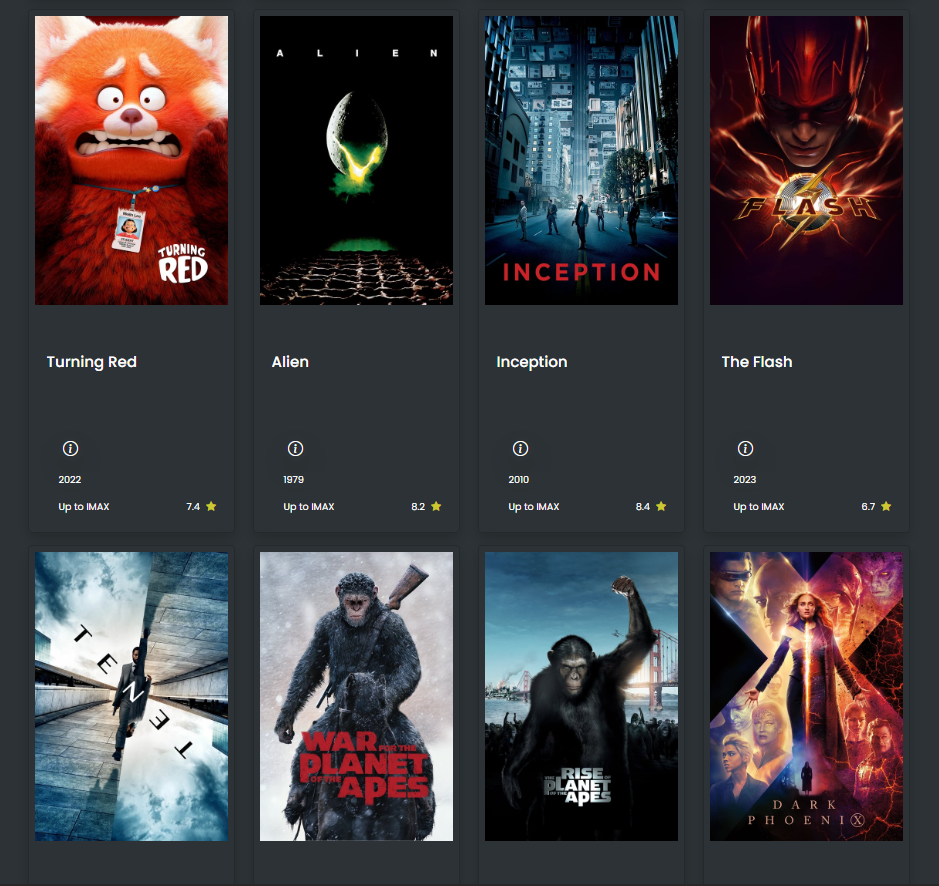 TURNING
RED
A L I E N
INCEPTION
FLASH
Turning Red
Alien
Inception
The Flash
2022
1979
2010
2023
Up to IMAX 7.4
Up to IMAX 8.2
Up to IMAX 8.4
Up to IMAX 6.7
TENET
WAR FOR THE
PLANET
OF THE APES
RISE OF
THE PLANET
OF THE APES
DARK
PHOENIX